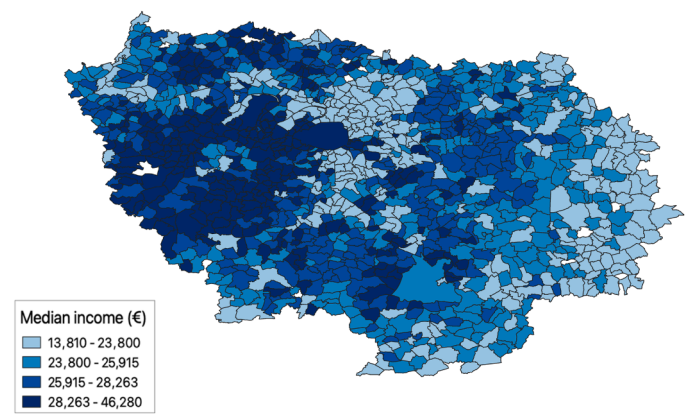 Median income (€)
13,810 - 23,800
23,800 - 25,915
25,915 - 28,263
28,263 - 46,280